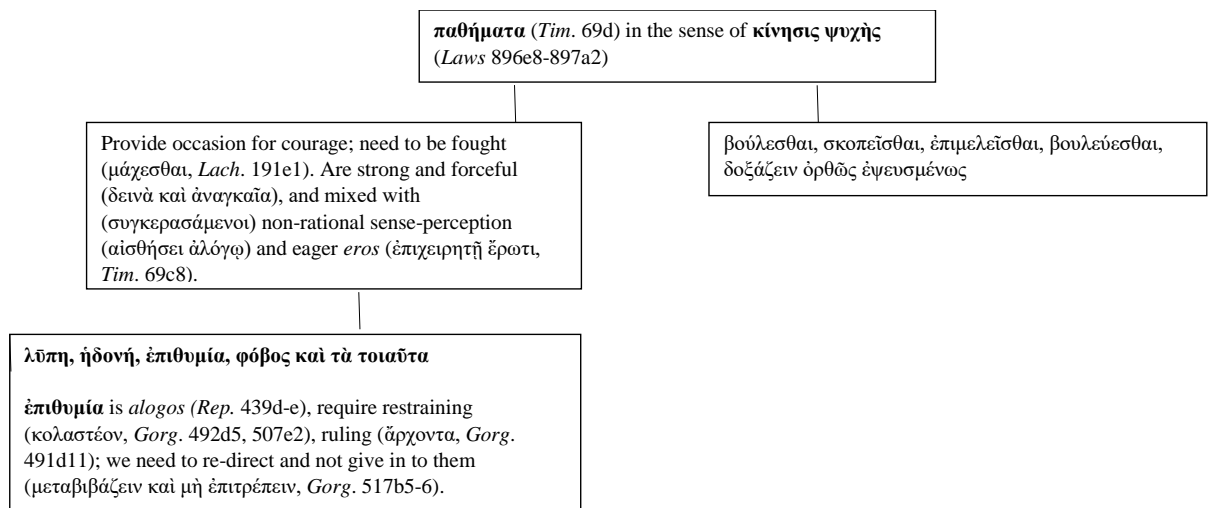 παθήματα (Tim. 69d) in the sense of κίνησις ψυχὴς
(Laws 896e8-897a2)
Provide occasion for courage; need to be fought
(μάχεσθαι, Lach. 191e1). Are strong and forceful
(δεινὰ καὶ ἀναγκαῖα), and mixed with
(συγκερασάμενοι) non-rational sense-perception
(αἰσθήσει ἀλόγῳ) and eager eros (ἐπιχειρητῇ ἔρωτι,
Tim. 69c8).
βούλεσθαι, σκοπεῖσθαι, ἐπιμελεῖσθαι, βουλεύεσθαι,
δοξάζειν ὀρθῶς ἐψευσμένως
λῡπη, ἡδονή, ἐπιθυμία, φόβος καὶ τὰ τοιαῦτα
ἐπιθυμία is alogos (Rep. 439d-e), require restraining
(κολαστέον, Gorg. 492d5, 507e2), ruling (ἄρχοντα, Gorg.
491d11); we need to re-direct and not give in to them
(μεταβιβάζειν καὶ μὴ ἐπιτρέπειν, Gorg. 517b5-6).